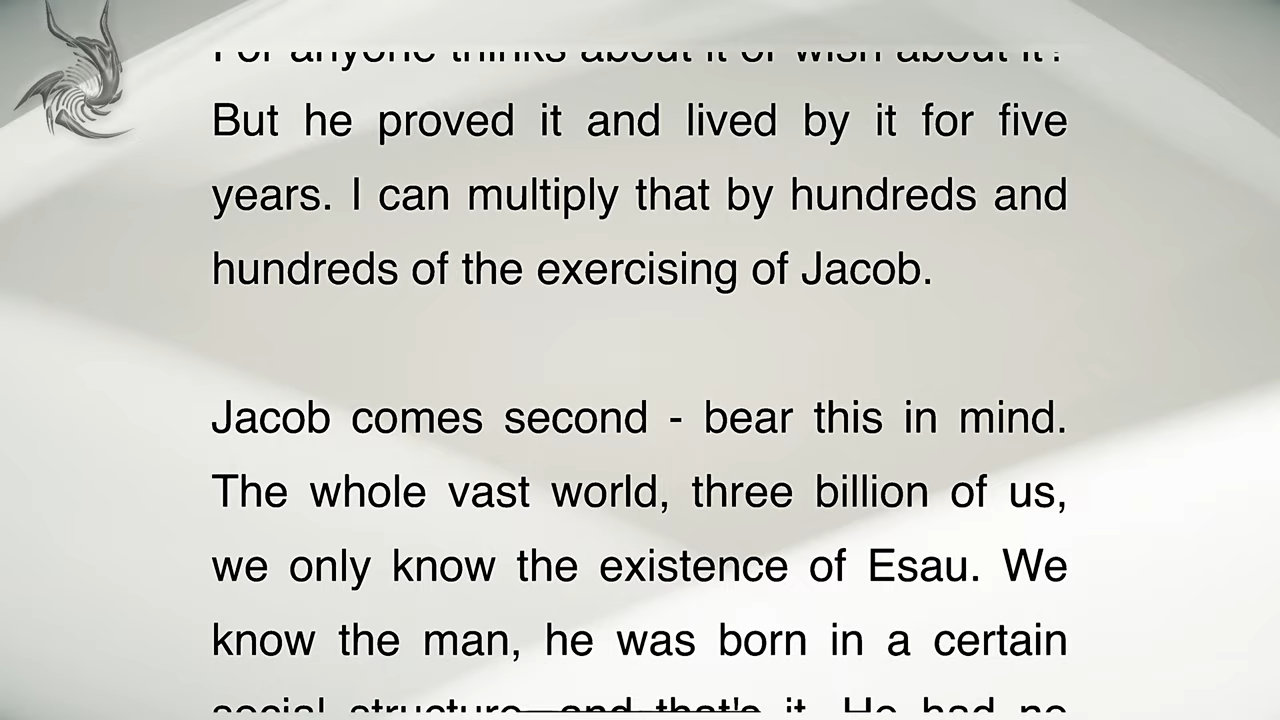 For anyone thinks about it or wish about it?
But he proved it and lived by it for five
years. I can multiply that by hundreds and
hundreds of the exercising of Jacob.
Jacob comes second - bear this in mind.
The whole vast world, three billion of us,
we only know the existence of Esau. We
know the man, he was born in a certain
social structure and that's it. He had no